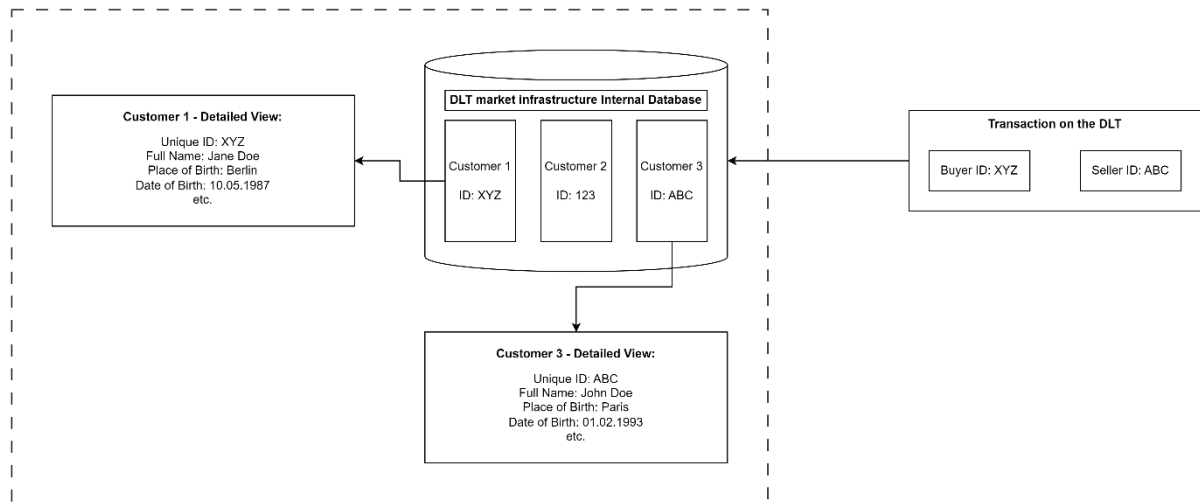 Customer 1 - Detailed View:
Unique ID: XYZ
Full Name: Jane Doe
Place of Birth: Berlin
Date of Birth: 10.05.1987
etc.
DLT market infrastructure Internal Database
Customer 1
ID: XYZ
Customer 2
ID: 123
Customer 3
ID: ABC
Transaction on the DLT
Buyer ID: XYZ
Seller ID: ABC
Customer 3 - Detailed View:
Unique ID: ABC
Full Name: John Doe
Place of Birth: Paris
Date of Birth: 01.02.1993
etc.